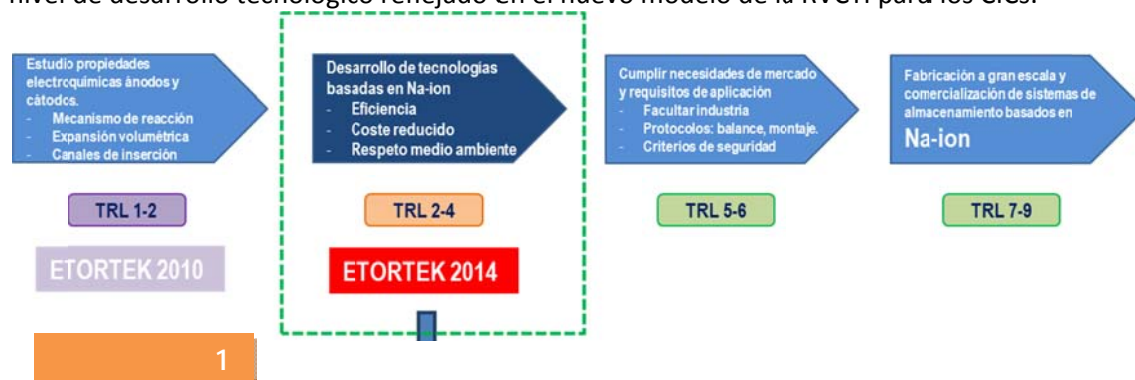 nivel de desarrollo tecnológico reflejado en el nuevo modelo de la RVCTI para los CICs.
Estudio propiedades
electroquímicas ánodos y
cátodos.
- Mecanismo de reacción
- Expansión volumétrica
- Canales de inserción
TRL 1-2
ETORTEK 2010
Desarrollo de tecnologías
basadas en Na-ion
- Eficiencia
- Coste reducido
- Respeto medio ambiente
TRL 2-4
ETORTEK 2014
Cumplir necesidades de mercado
y requisitos de aplicación
- Facultar industria
- Protocolos: balance, montaje.
- Criterios de seguridad
TRL 5-6
Fabricación a gran escala y
comercialización de sistemas de
almacenamiento basados en
Na-ion
TRL 7-9
1